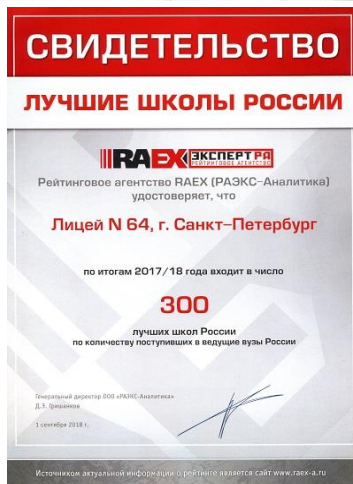 СВИДЕТЕЛЬСТВО
ЛУЧШИЕ ШКОЛЫ РОССИИ
RAEX ЭКСПЕРТ РА
РЕЙТИНГОВОЕ АГЕНТСТВО
Рейтинговое агентство RAEX (РАЭКС-Аналитика)
удостоверяет, что
Лицей N 64, г. Санкт-Петербург
по итогам 2017/18 года входит в число
300
лучших школ России
по количеству поступивших в ведущие вузы России
Генеральный директор ООО «РАЭКС-Аналитика»
Д.Э. Гришанков
1 сентября 2018 г.
Источником актуальной информации о рейтинге является сайт www.raex-a.ru